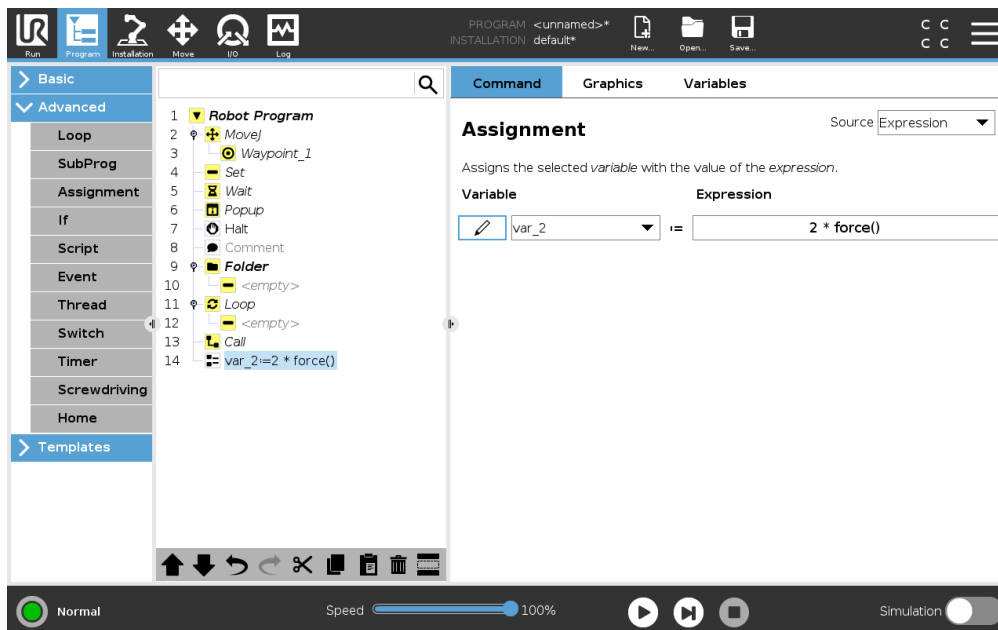 PROGRAM <unnamed>*
INSTALLATION default*
Run Program Installation Move I/O Log New... Open... Save... C C
C C
Basic
Advanced
Loop
SubProg
Assignment
If
Script
Event
Thread
Switch
Timer
Screwdriving
Home
Templates
1 Robot Program
2 MoveJ
3 Waypoint_1
4 Set
5 Wait
6 Popup
7 Halt
8 Comment
9 Folder
10 <empty>
11 Loop
12 <empty>
13 Call
14 var_2:=2 * force()
Command Graphics Variables
Assignment
Source Expression
Assigns the selected variable with the value of the expression.
Variable Expression
var_2 := 2 * force()
Normal Speed 100% Simulation